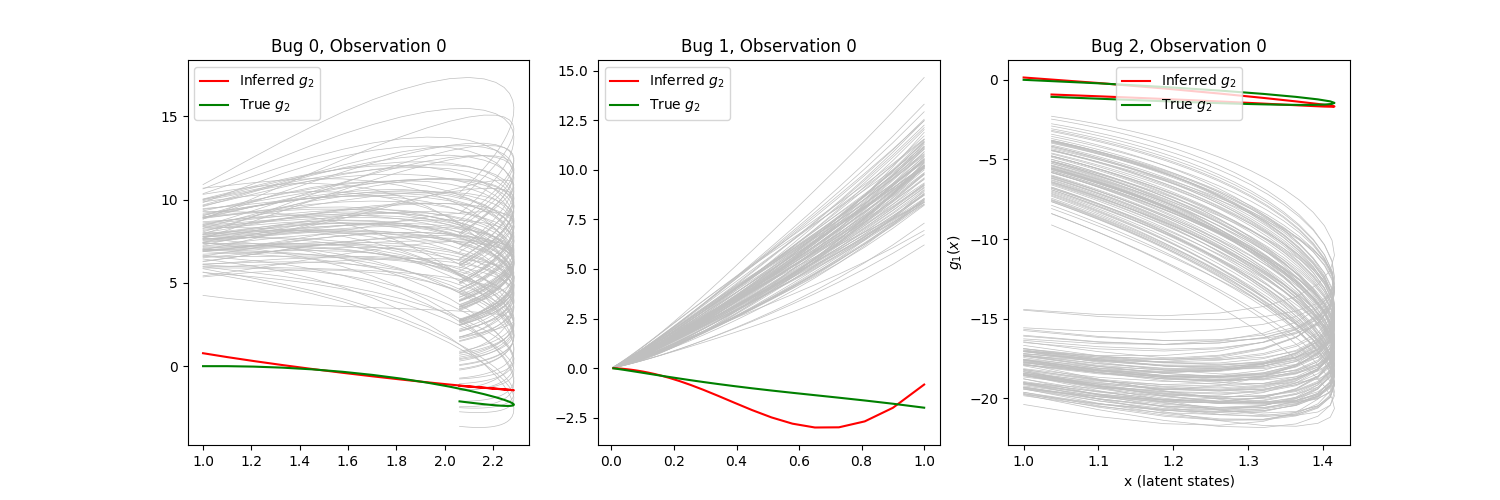 Bug 0, Observation 0
Inferred g₂
True g₂
15
10
5
0
1.0 1.2 1.4 1.6 1.8 2.0 2.2
Bug 1, Observation 0
Inferred g₂
True g₂
15.0
12.5
10.0
7.5
5.0
2.5
0.0
−2.5
0.0 0.2 0.4 0.6 0.8 1.0
Bug 2, Observation 0
Inferred g₂
True g₂
g₁(x)
0
−5
−10
−15
−20
1.0 1.1 1.2 1.3 1.4
x (latent states)